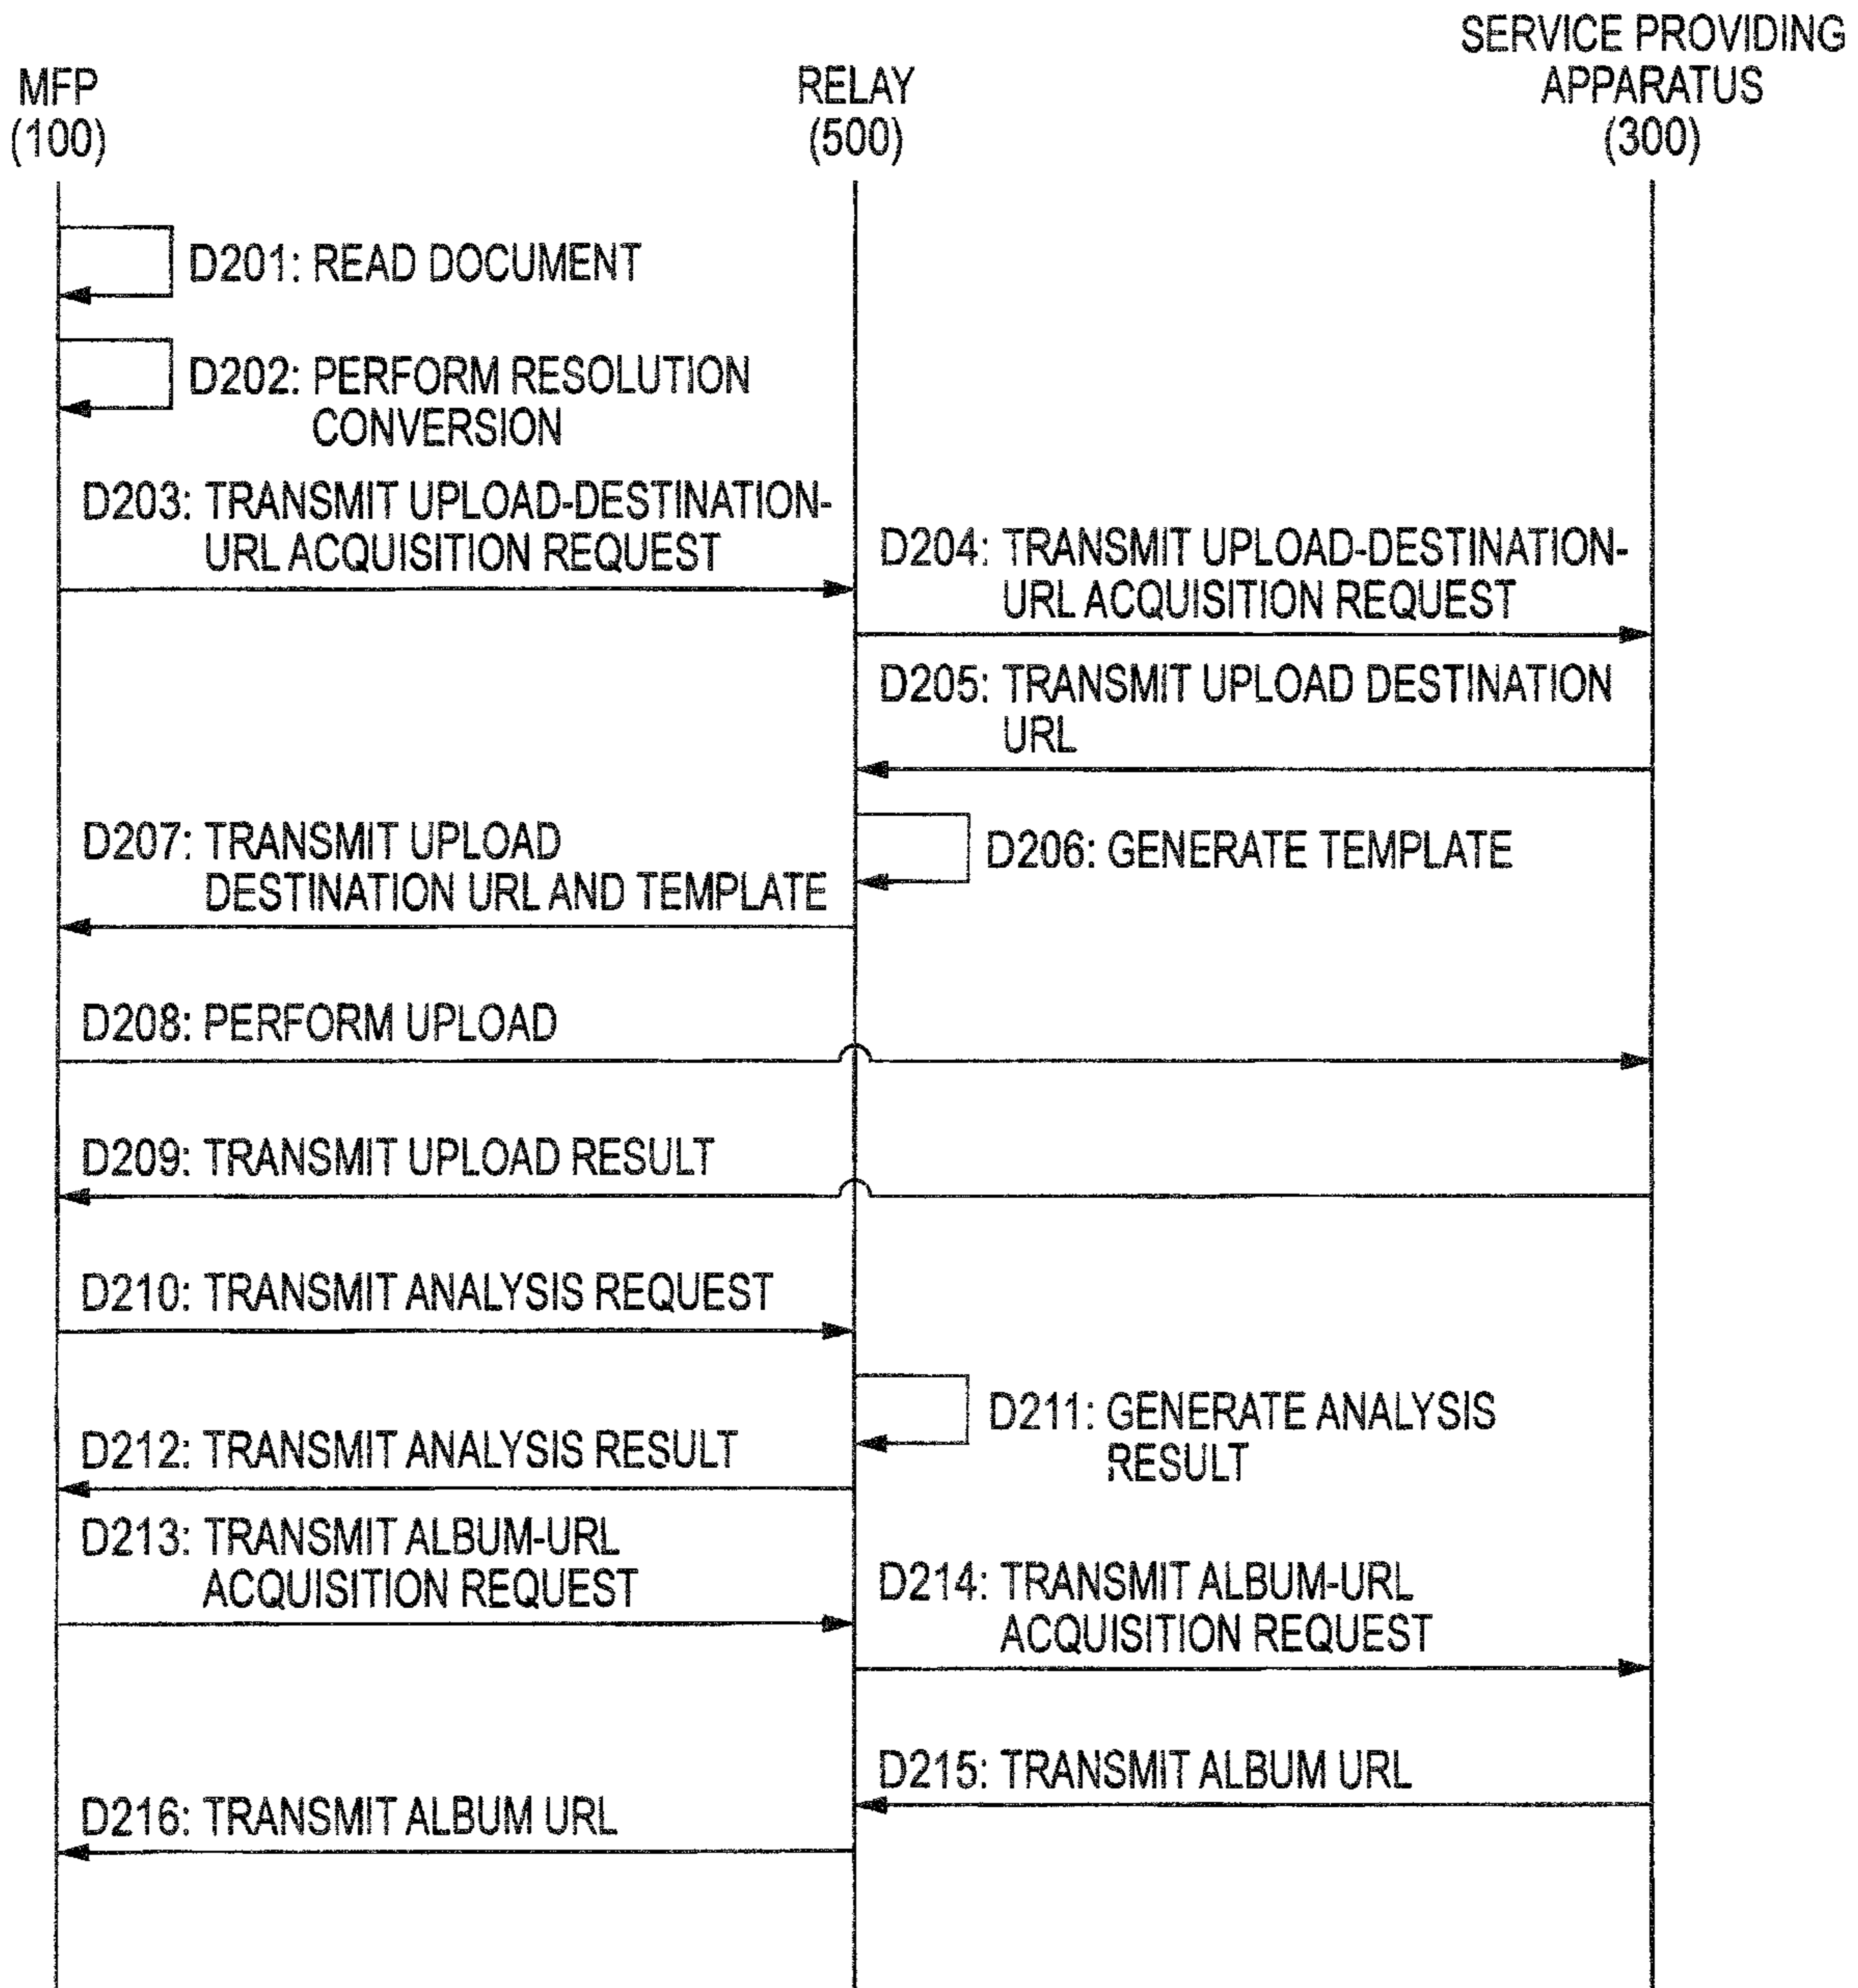 MFP
(100)
RELAY
(500)
SERVICE PROVIDING
APPARATUS
(300)
D201: READ DOCUMENT
D202: PERFORM RESOLUTION
CONVERSION
D203: TRANSMIT UPLOAD-DESTINATION-
URL ACQUISITION REQUEST
D204: TRANSMIT UPLOAD-DESTINATION-
URL ACQUISITION REQUEST
D205: TRANSMIT UPLOAD DESTINATION
URL
D206: GENERATE TEMPLATE
D207: TRANSMIT UPLOAD
DESTINATION URL AND TEMPLATE
D208: PERFORM UPLOAD
D209: TRANSMIT UPLOAD RESULT
D210: TRANSMIT ANALYSIS REQUEST
D211: GENERATE ANALYSIS
RESULT
D212: TRANSMIT ANALYSIS RESULT
D213: TRANSMIT ALBUM-URL
ACQUISITION REQUEST
D214: TRANSMIT ALBUM-URL
ACQUISITION REQUEST
D215: TRANSMIT ALBUM URL
D216: TRANSMIT ALBUM URL